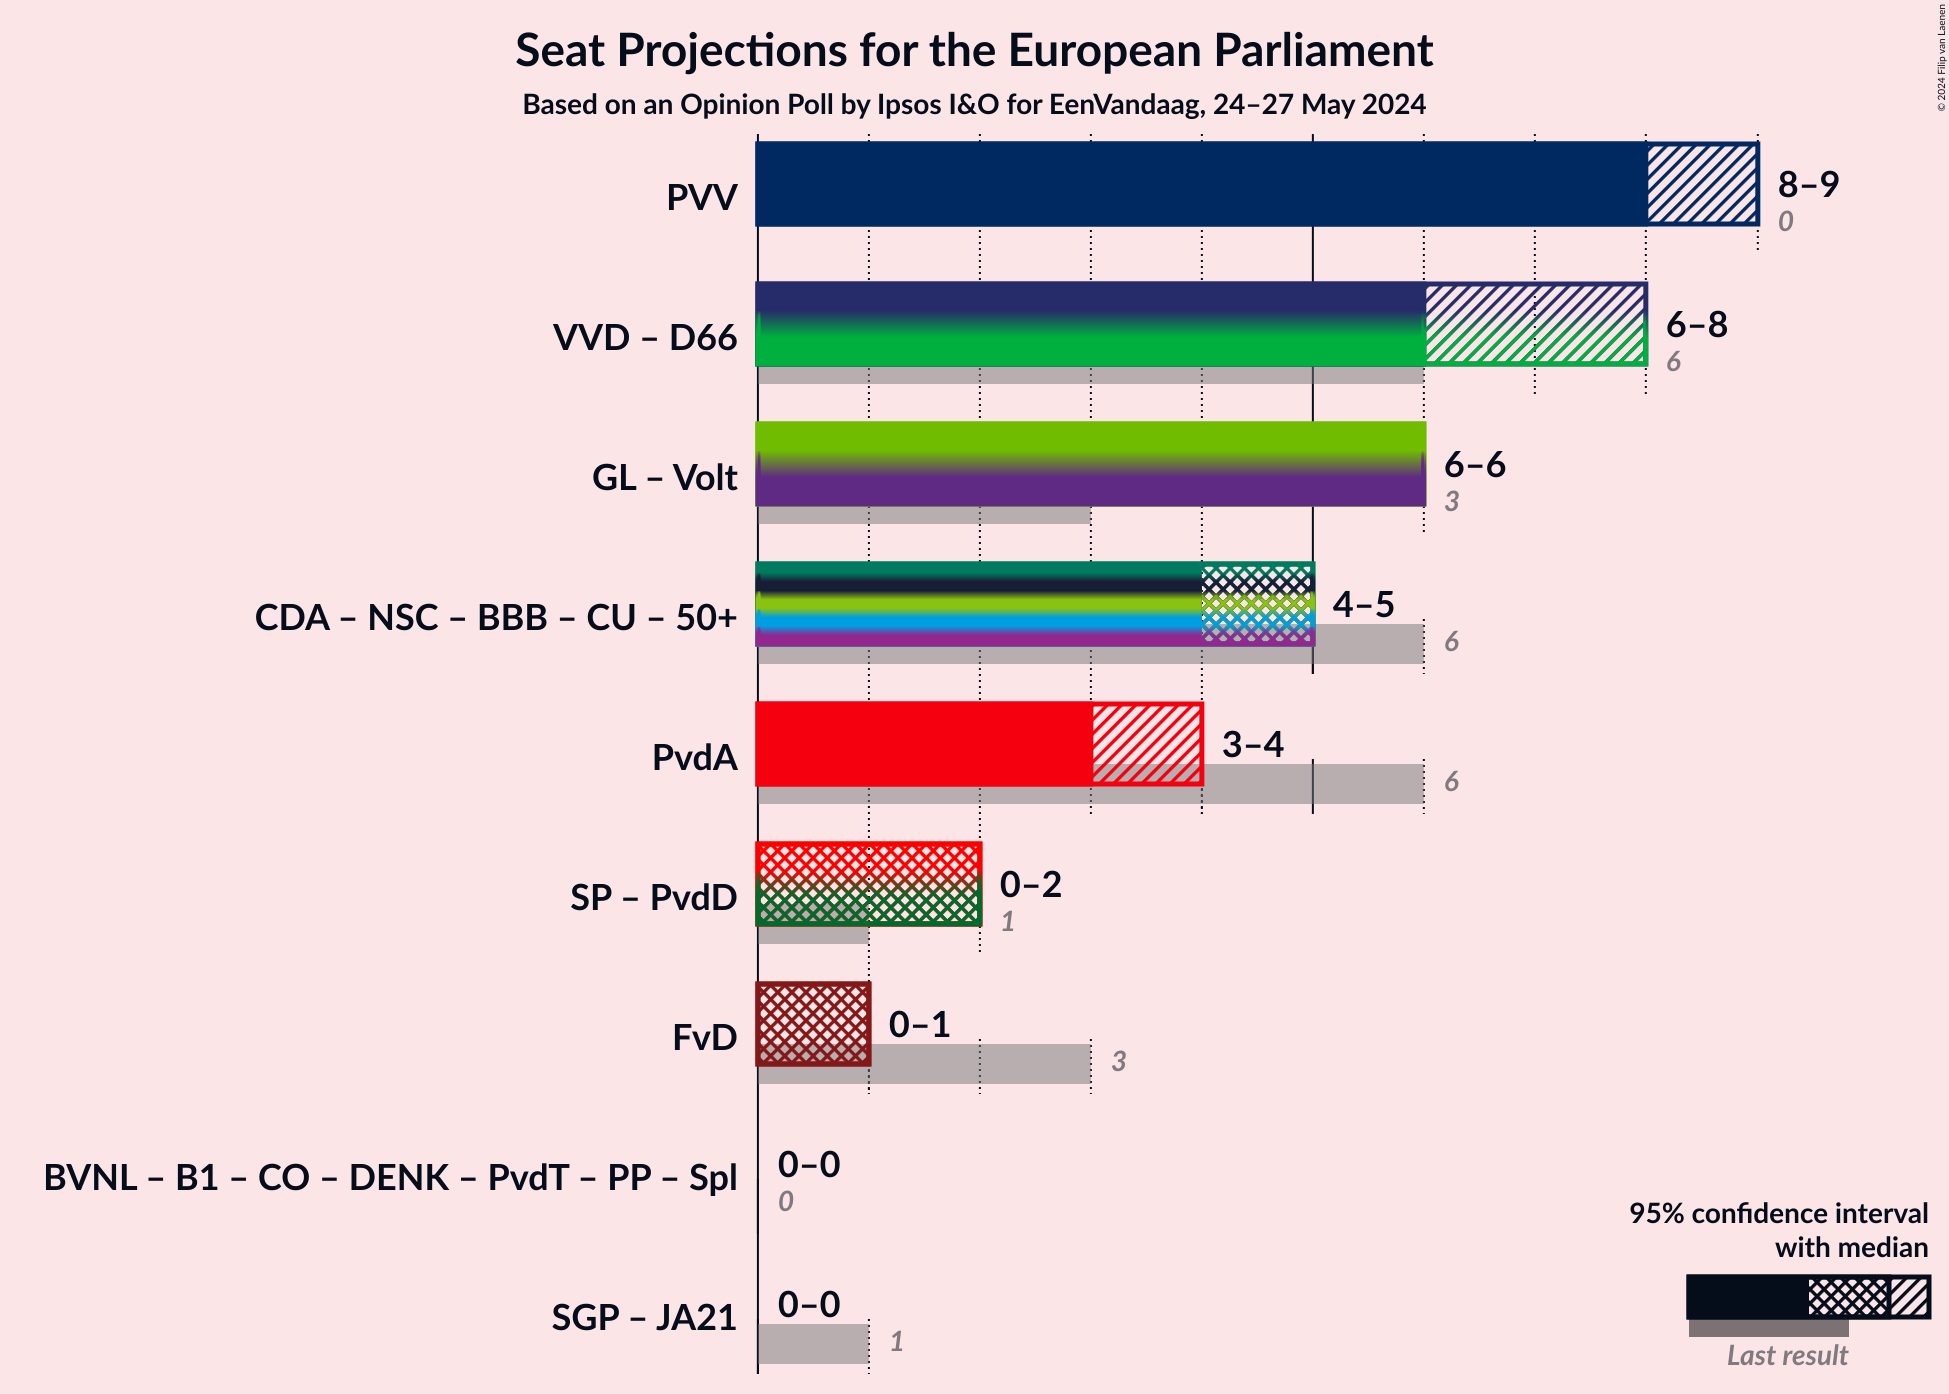 Seat Projections for the European Parliament
Based on an Opinion Poll by Ipsos I&O for EenVandaag, 24–27 May 2024
© 2024 Filip van Laenen
PVV
8–9
0
VVD – D66
6–8
6
GL – Volt
6–6
3
CDA – NSC – BBB – CU – 50+
4–5
6
PvdA
3–4
6
SP – PvdD
0–2
1
FvD
0–1
3
BVNL – B1 – CO – DENK – PvdT – PP – Spl
0–0
0
SGP – JA21
0–0
1
95% confidence interval
with median
Last result